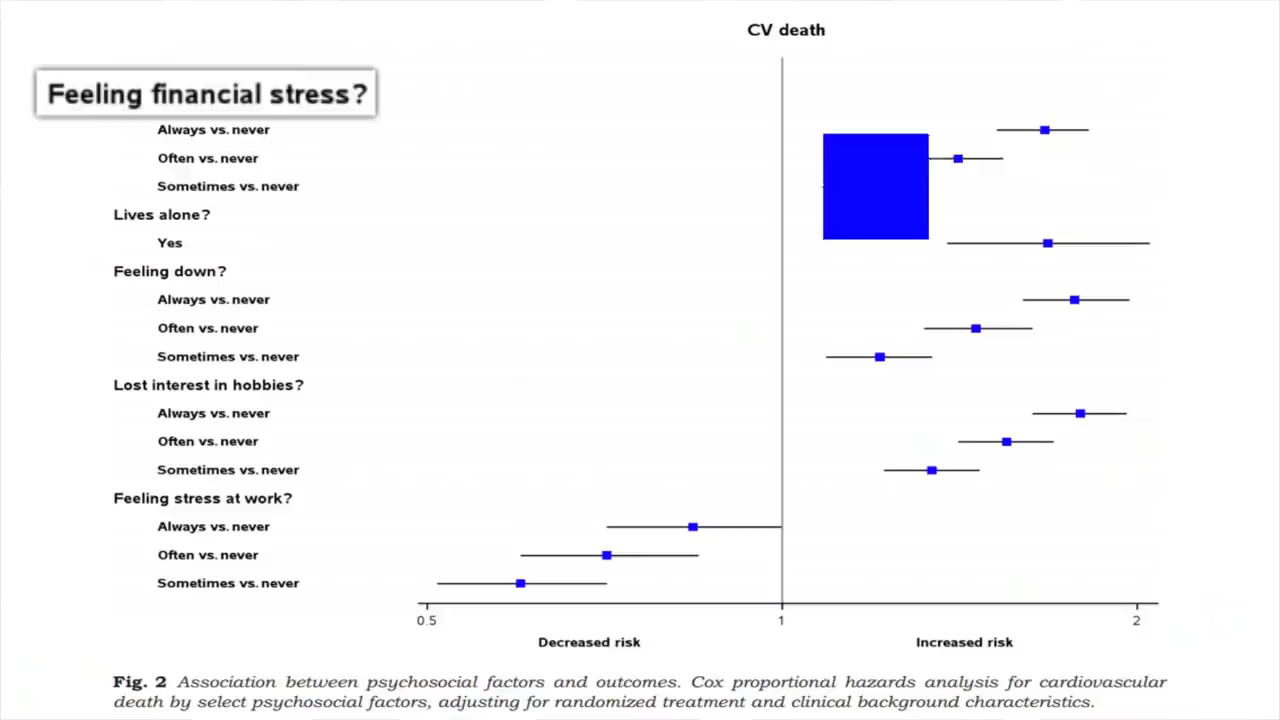 CV death
Feeling financial stress?
Always vs. never
Often vs. never
Sometimes vs. never
Lives alone?
Yes
Feeling down?
Always vs. never
Often vs. never
Sometimes vs. never
Lost interest in hobbies?
Always vs. never
Often vs. never
Sometimes vs. never
Feeling stress at work?
Always vs. never
Often vs. never
Sometimes vs. never
0.5 1 2
Decreased risk Increased risk
Fig. 2 Association between psychosocial factors and outcomes. Cox proportional hazards analysis for cardiovascular
death by select psychosocial factors, adjusting for randomized treatment and clinical background characteristics.